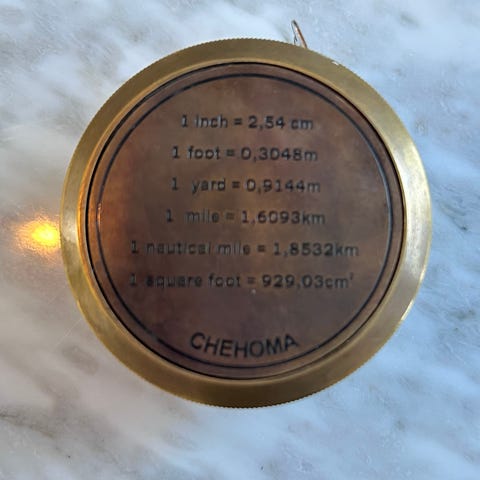 1 inch = 2,54 cm
1 foot = 0,3048m
1 yard = 0,9144m
1 mile = 1,6093km
1 nautical mile = 1,8532km
1 square foot = 929,03cm²
CHEHOMA